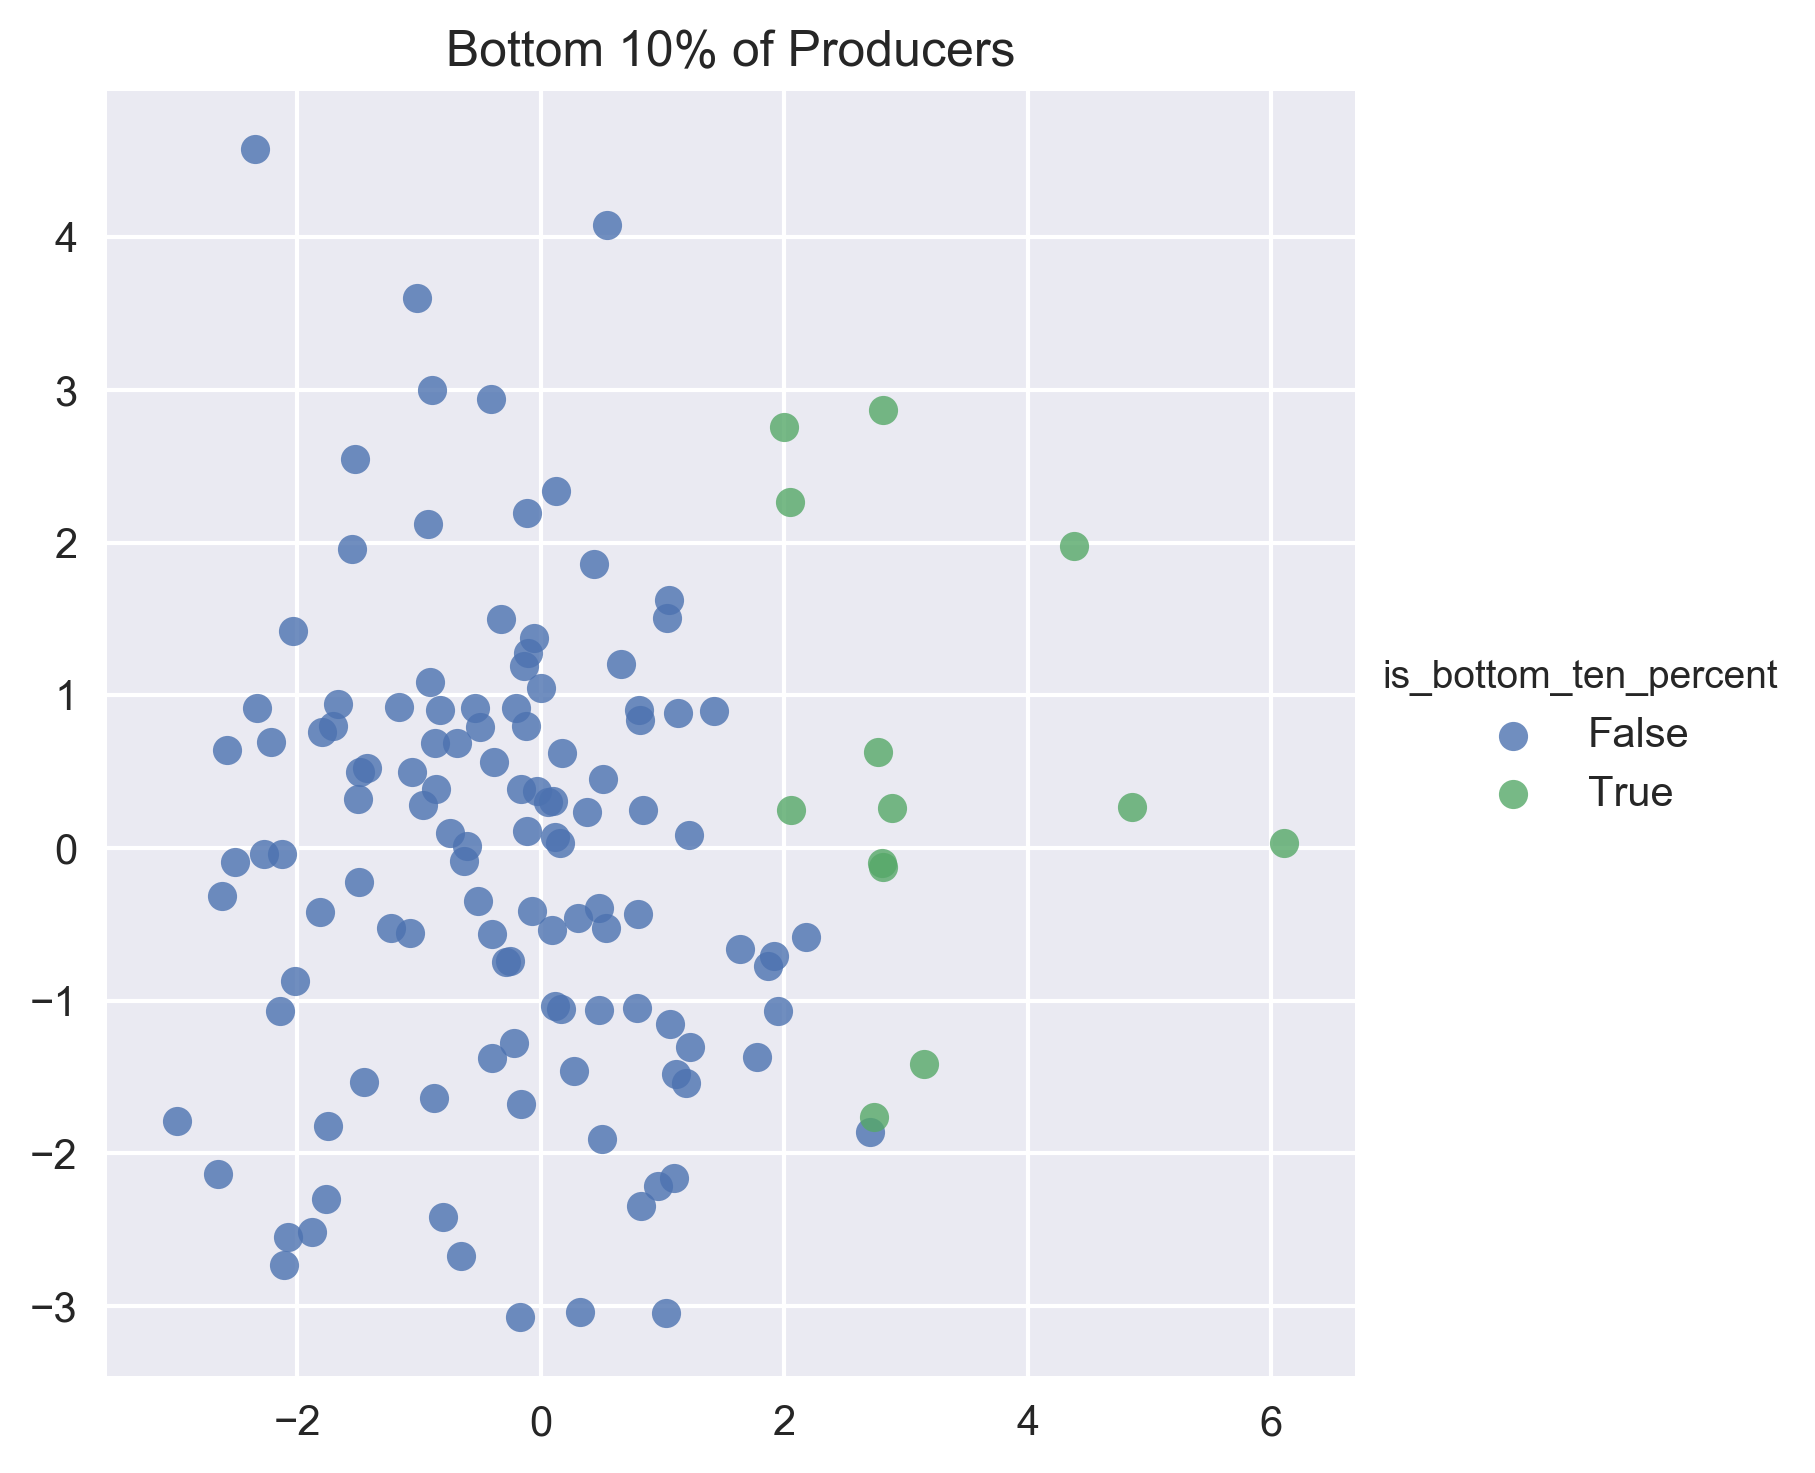 Bottom 10% of Producers
4
3
2
1
0
−1
−2
−3
−2 0 2 4 6
is_bottom_ten_percent
False
True